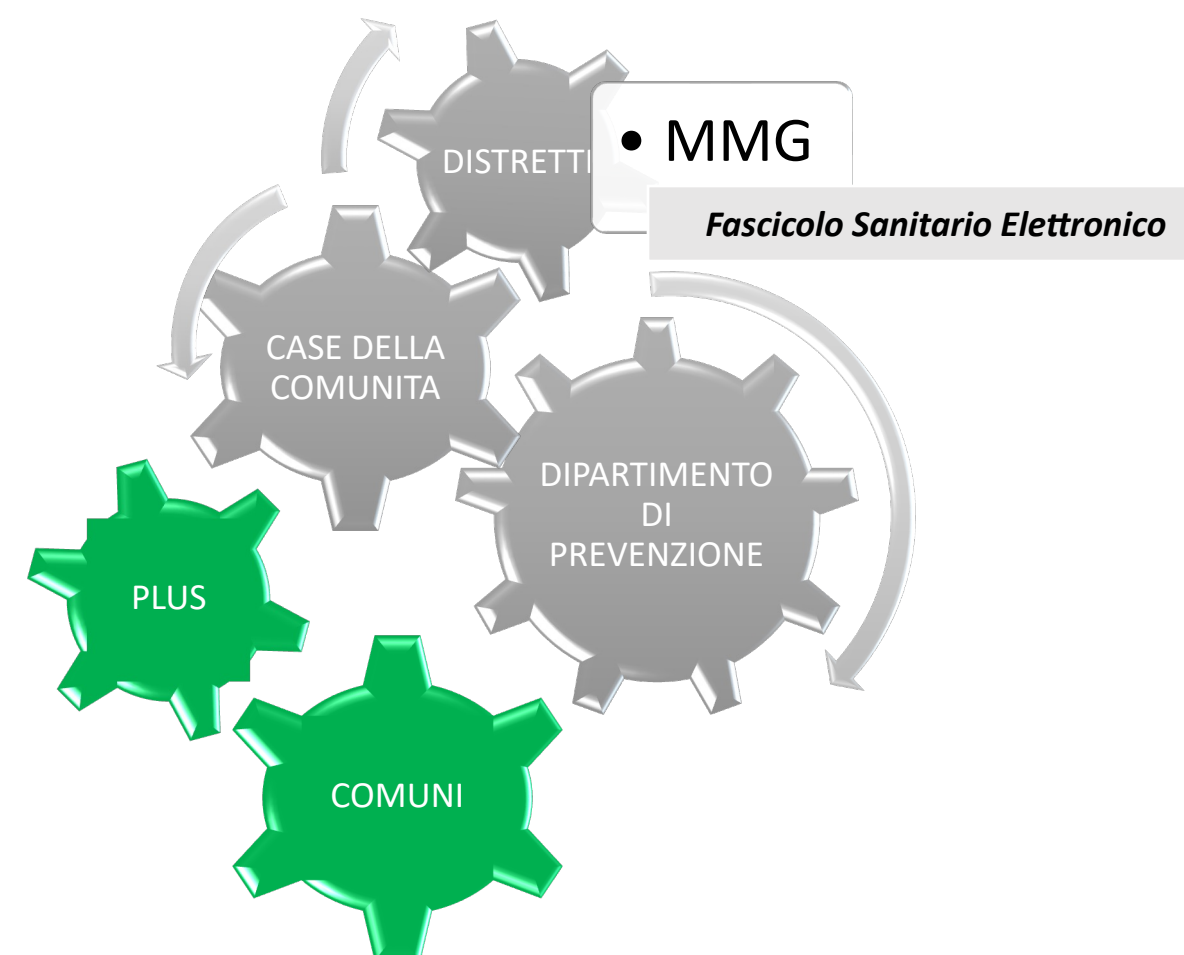 DISTRETTI
• MMG
Fascicolo Sanitario Elettronico
CASE DELLA
COMUNITA
DIPARTIMENTO
DI
PREVENZIONE
PLUS
COMUNI